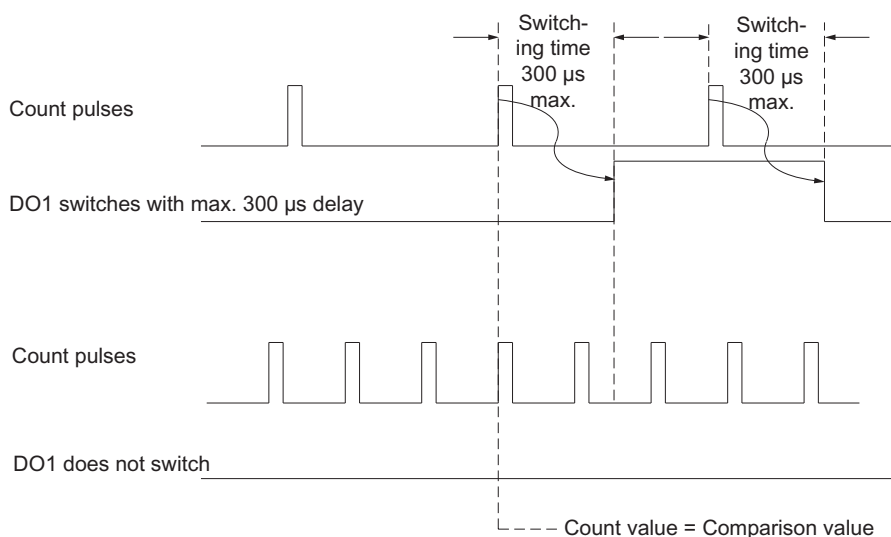 Switch-
ing time
300 µs
max.
Switch-
ing time
300 µs
max.
Count pulses
DO1 switches with max. 300 µs delay
Count pulses
DO1 does not switch
Count value = Comparison value